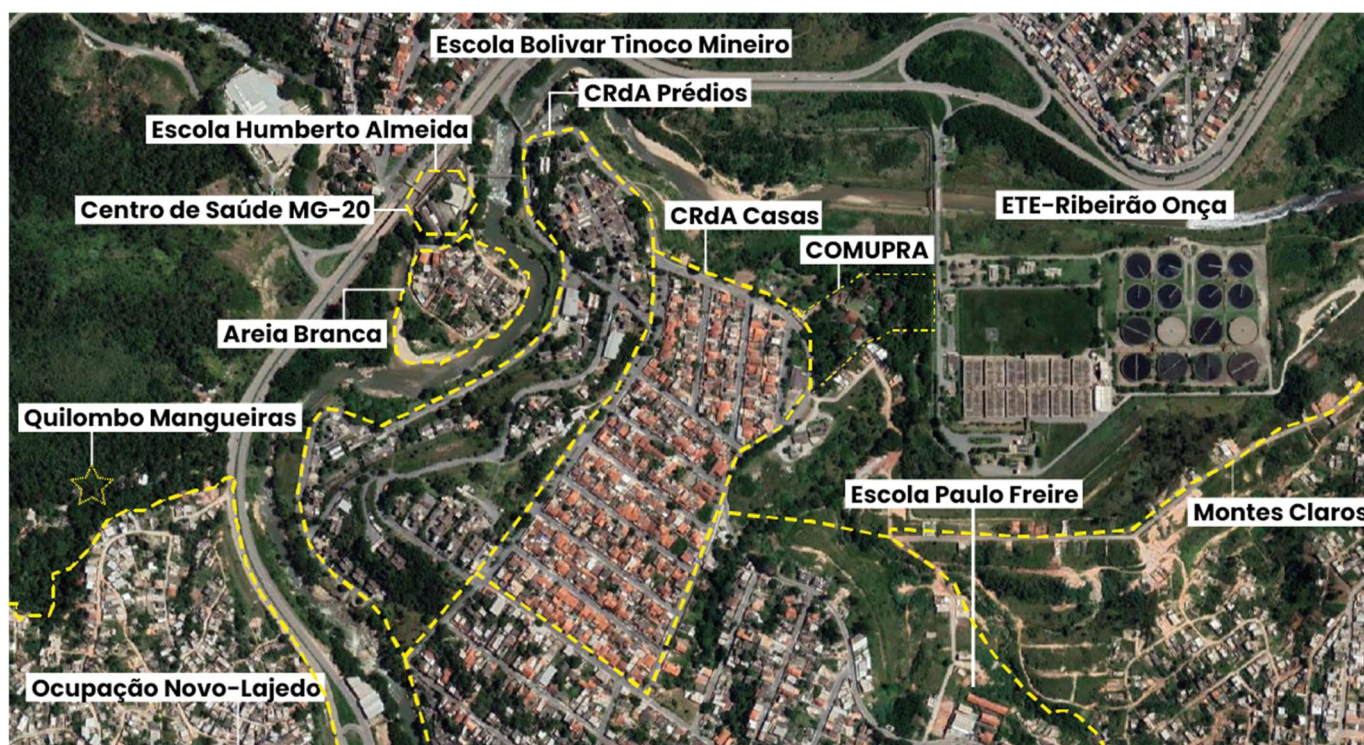 Escola Bolivar Tinoco Mineiro
CRdA Prédios
Escola Humberto Almeida
Centro de Saúde MG-20
CRdA Casas
ETE-Ribeirão Onça
COMUPRA
Areia Branca
Quilombo Mangueiras
Escola Paulo Freire
Montes Claros
Ocupação Novo-Lajedo